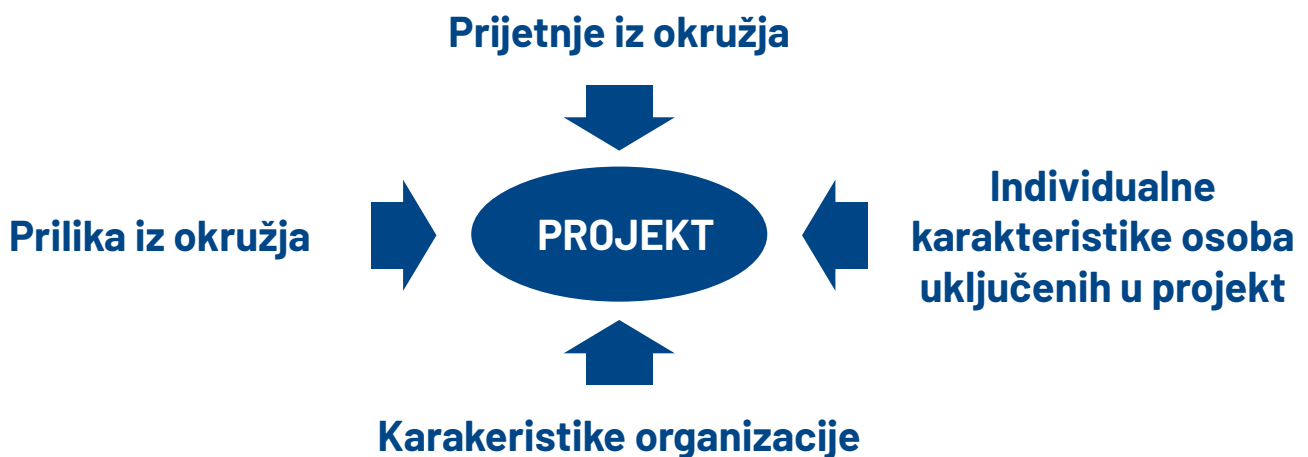 Prijetnje iz okružja
Prilika iz okružja
PROJEKT
Individualne
karakteristike osoba
uključenih u projekt
Karakeristike organizacije